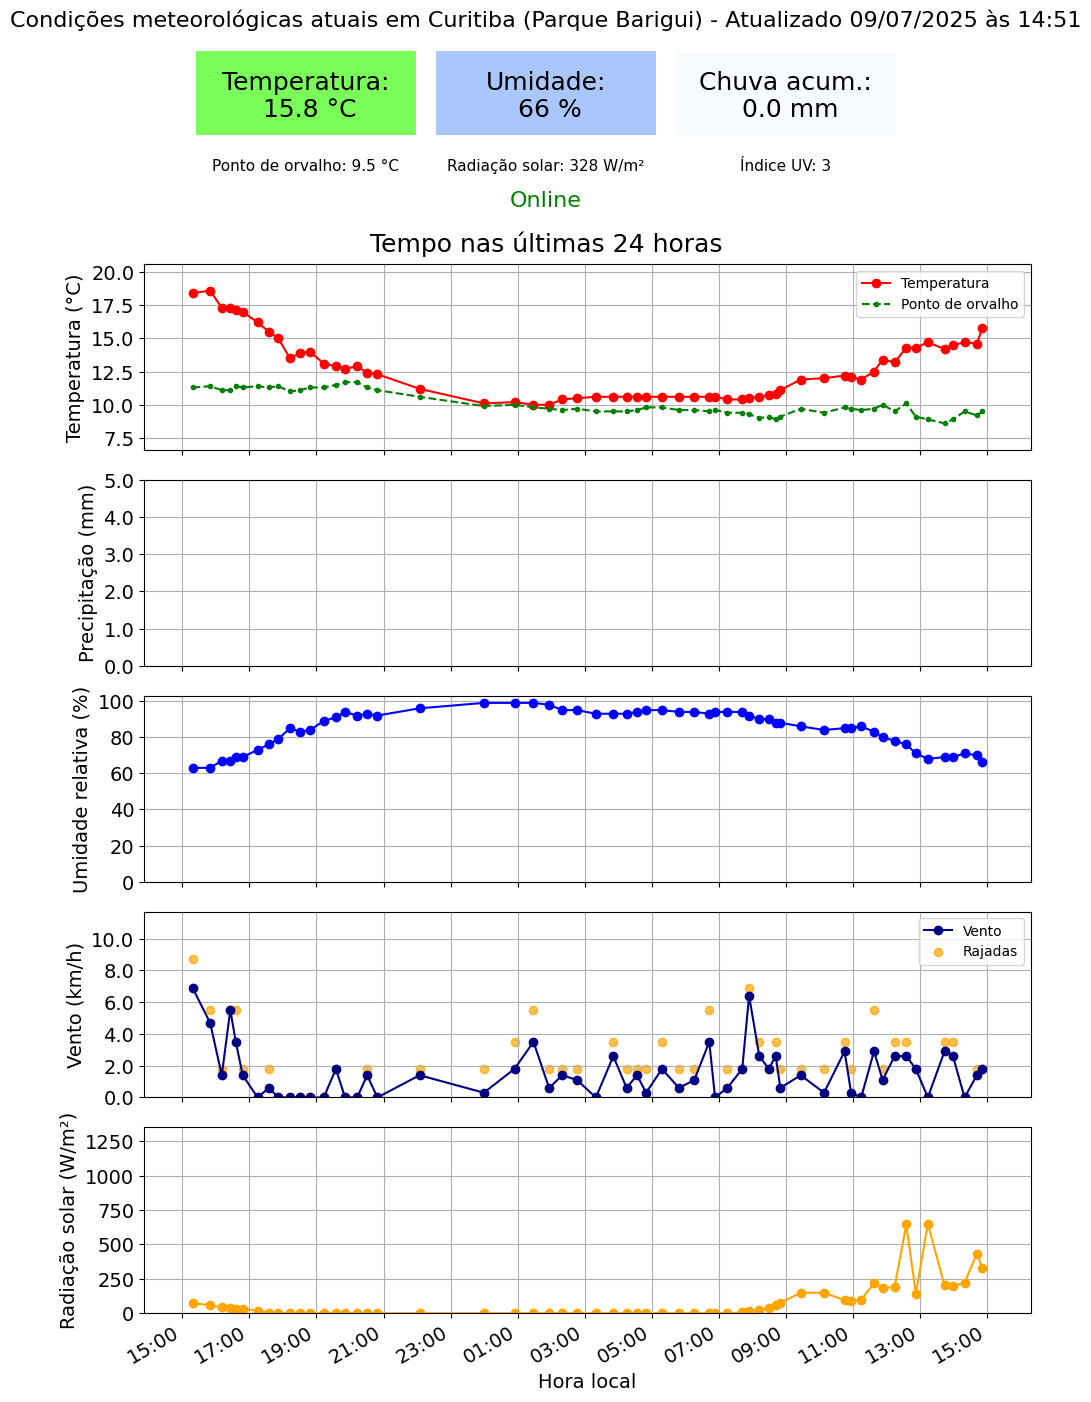 Condições meteorológicas atuais em Curitiba (Parque Barigui) - Atualizado 09/07/2025 às 14:51
Temperatura:
15.8 °C
Umidade:
66 %
Chuva acum.:
0.0 mm
Ponto de orvalho: 9.5 °C
Radiação solar: 328 W/m²
Índice UV: 3
Online
Tempo nas últimas 24 horas
Temperatura (°C)
20.0
17.5
15.0
12.5
10.0
7.5
Temperatura
Ponto de orvalho
Precipitação (mm)
5.0
4.0
3.0
2.0
1.0
0.0
Umidade relativa (%)
100
80
60
40
20
0
Vento (km/h)
10.0
8.0
6.0
4.0
2.0
0.0
Vento
Rajadas
Radiação solar (W/m²)
1250
1000
750
500
250
0
15:00
17:00
19:00
21:00
23:00
01:00
03:00
05:00
07:00
09:00
11:00
13:00
15:00
Hora local